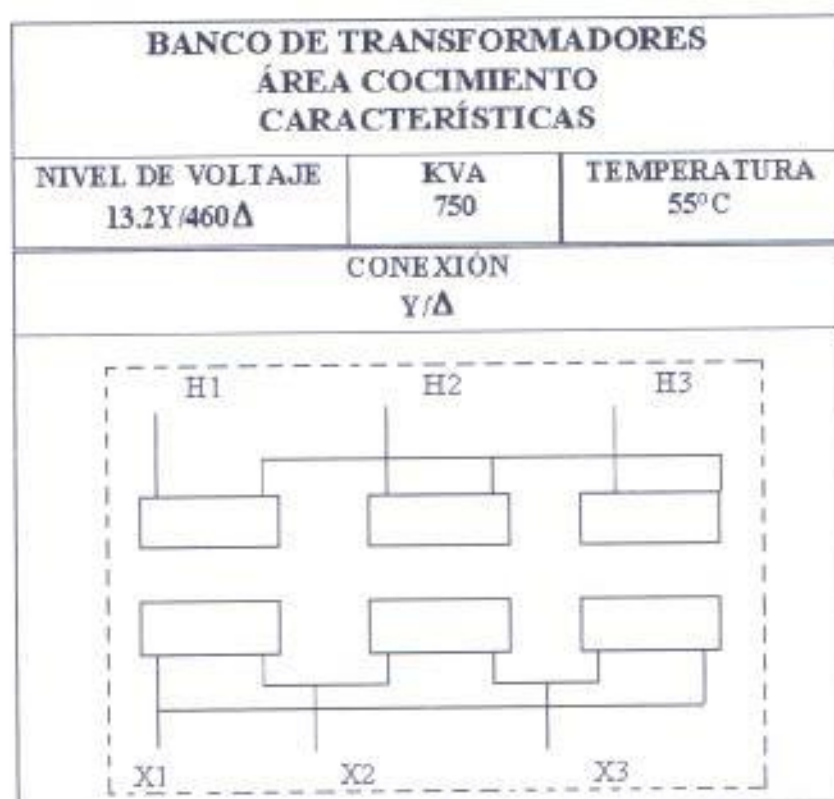 BANCO DE TRANSFORMADORES
ÁREA COCIMIENTO
CARACTERÍSTICAS
NIVEL DE VOLTAJE
13.2Y/460Δ
KVA
750
TEMPERATURA
55°C
CONEXIÓN
Y/Δ
H1 H2 H3
X1 X2 X3